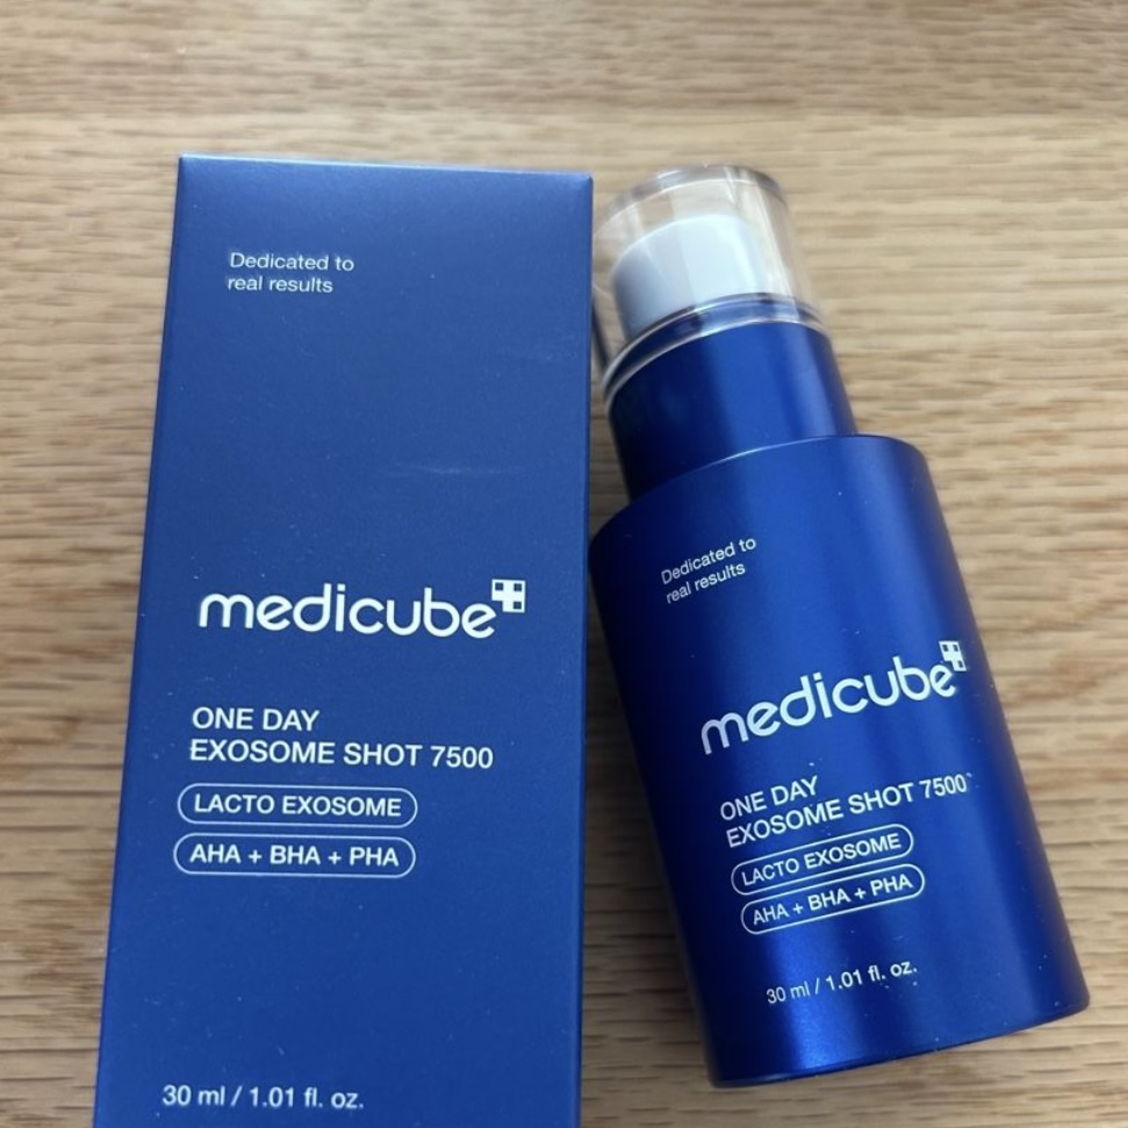 Dedicated to
real results
medicube
ONE DAY
EXOSOME SHOT 7500
LACTO EXOSOME
AHA + BHA + PHA
30 ml / 1.01 fl. oz.
Dedicated to
real results
medicube
ONE DAY
EXOSOME SHOT 7500
LACTO EXOSOME
AHA + BHA + PHA
30 ml / 1.01 fl. oz.